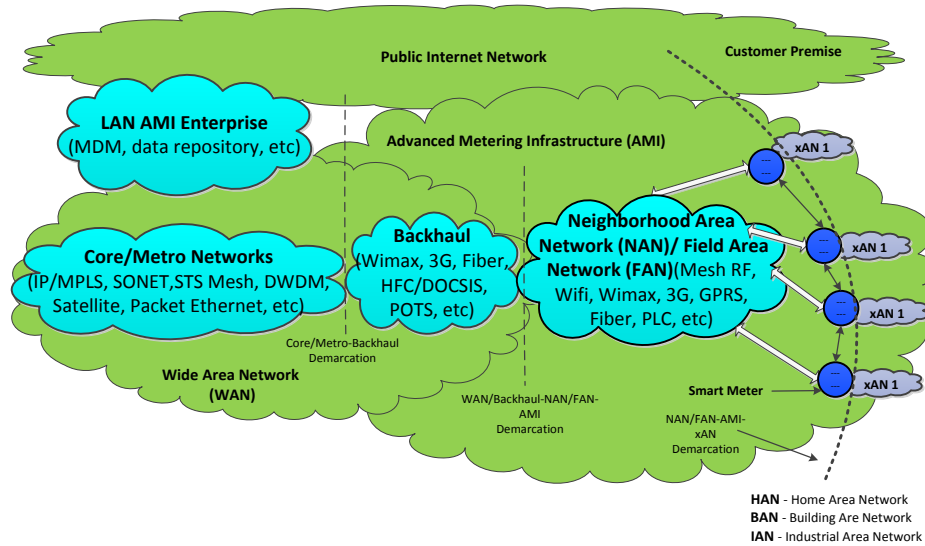 Public Internet Network
Customer Premise
LAN AMI Enterprise
(MDM, data repository, etc)
Advanced Metering Infrastructure (AMI)
xAN 1
Core/Metro Networks
(IP/MPLS, SONET,STS Mesh, DWDM,
Satellite, Packet Ethernet, etc)
Backhaul
(Wimax, 3G, Fiber,
HFC/DOCSIS,
POTS, etc)
Neighborhood Area
Network (NAN)/ Field Area
Network (FAN)(Mesh RF,
Wifi, Wimax, 3G, GPRS,
Fiber, PLC, etc)
xAN 1
xAN 1
xAN 1
Core/Metro-Backhaul
Demarcation
Wide Area Network
(WAN)
WAN/Backhaul-NAN/FAN-
AMI
Demarcation
Smart Meter
NAN/FAN-AMI-
xAN
Demarcation
HAN - Home Area Network
BAN - Building Are Network
IAN - Industrial Area Network